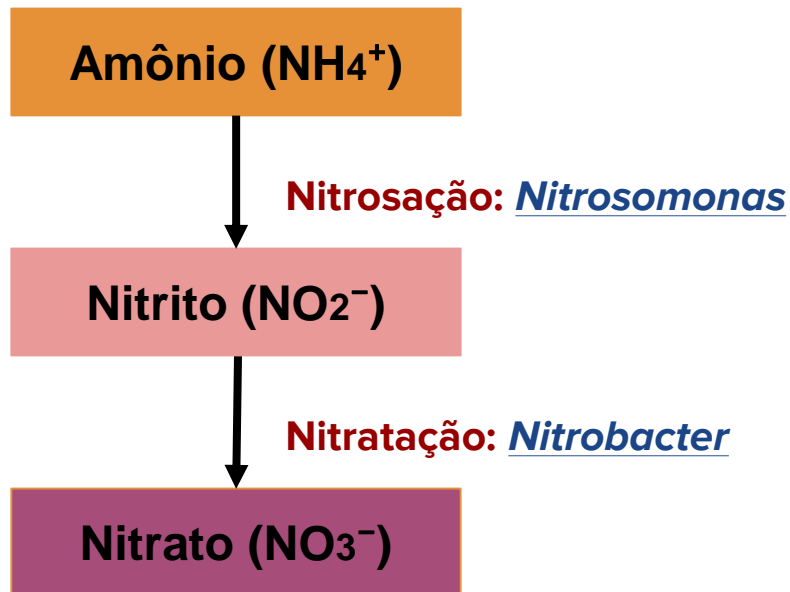 Amônio (NH4⁺)
Nitrosação: Nitrosomonas
Nitrito (NO2⁻)
Nitratação: Nitrobacter
Nitrato (NO3⁻)